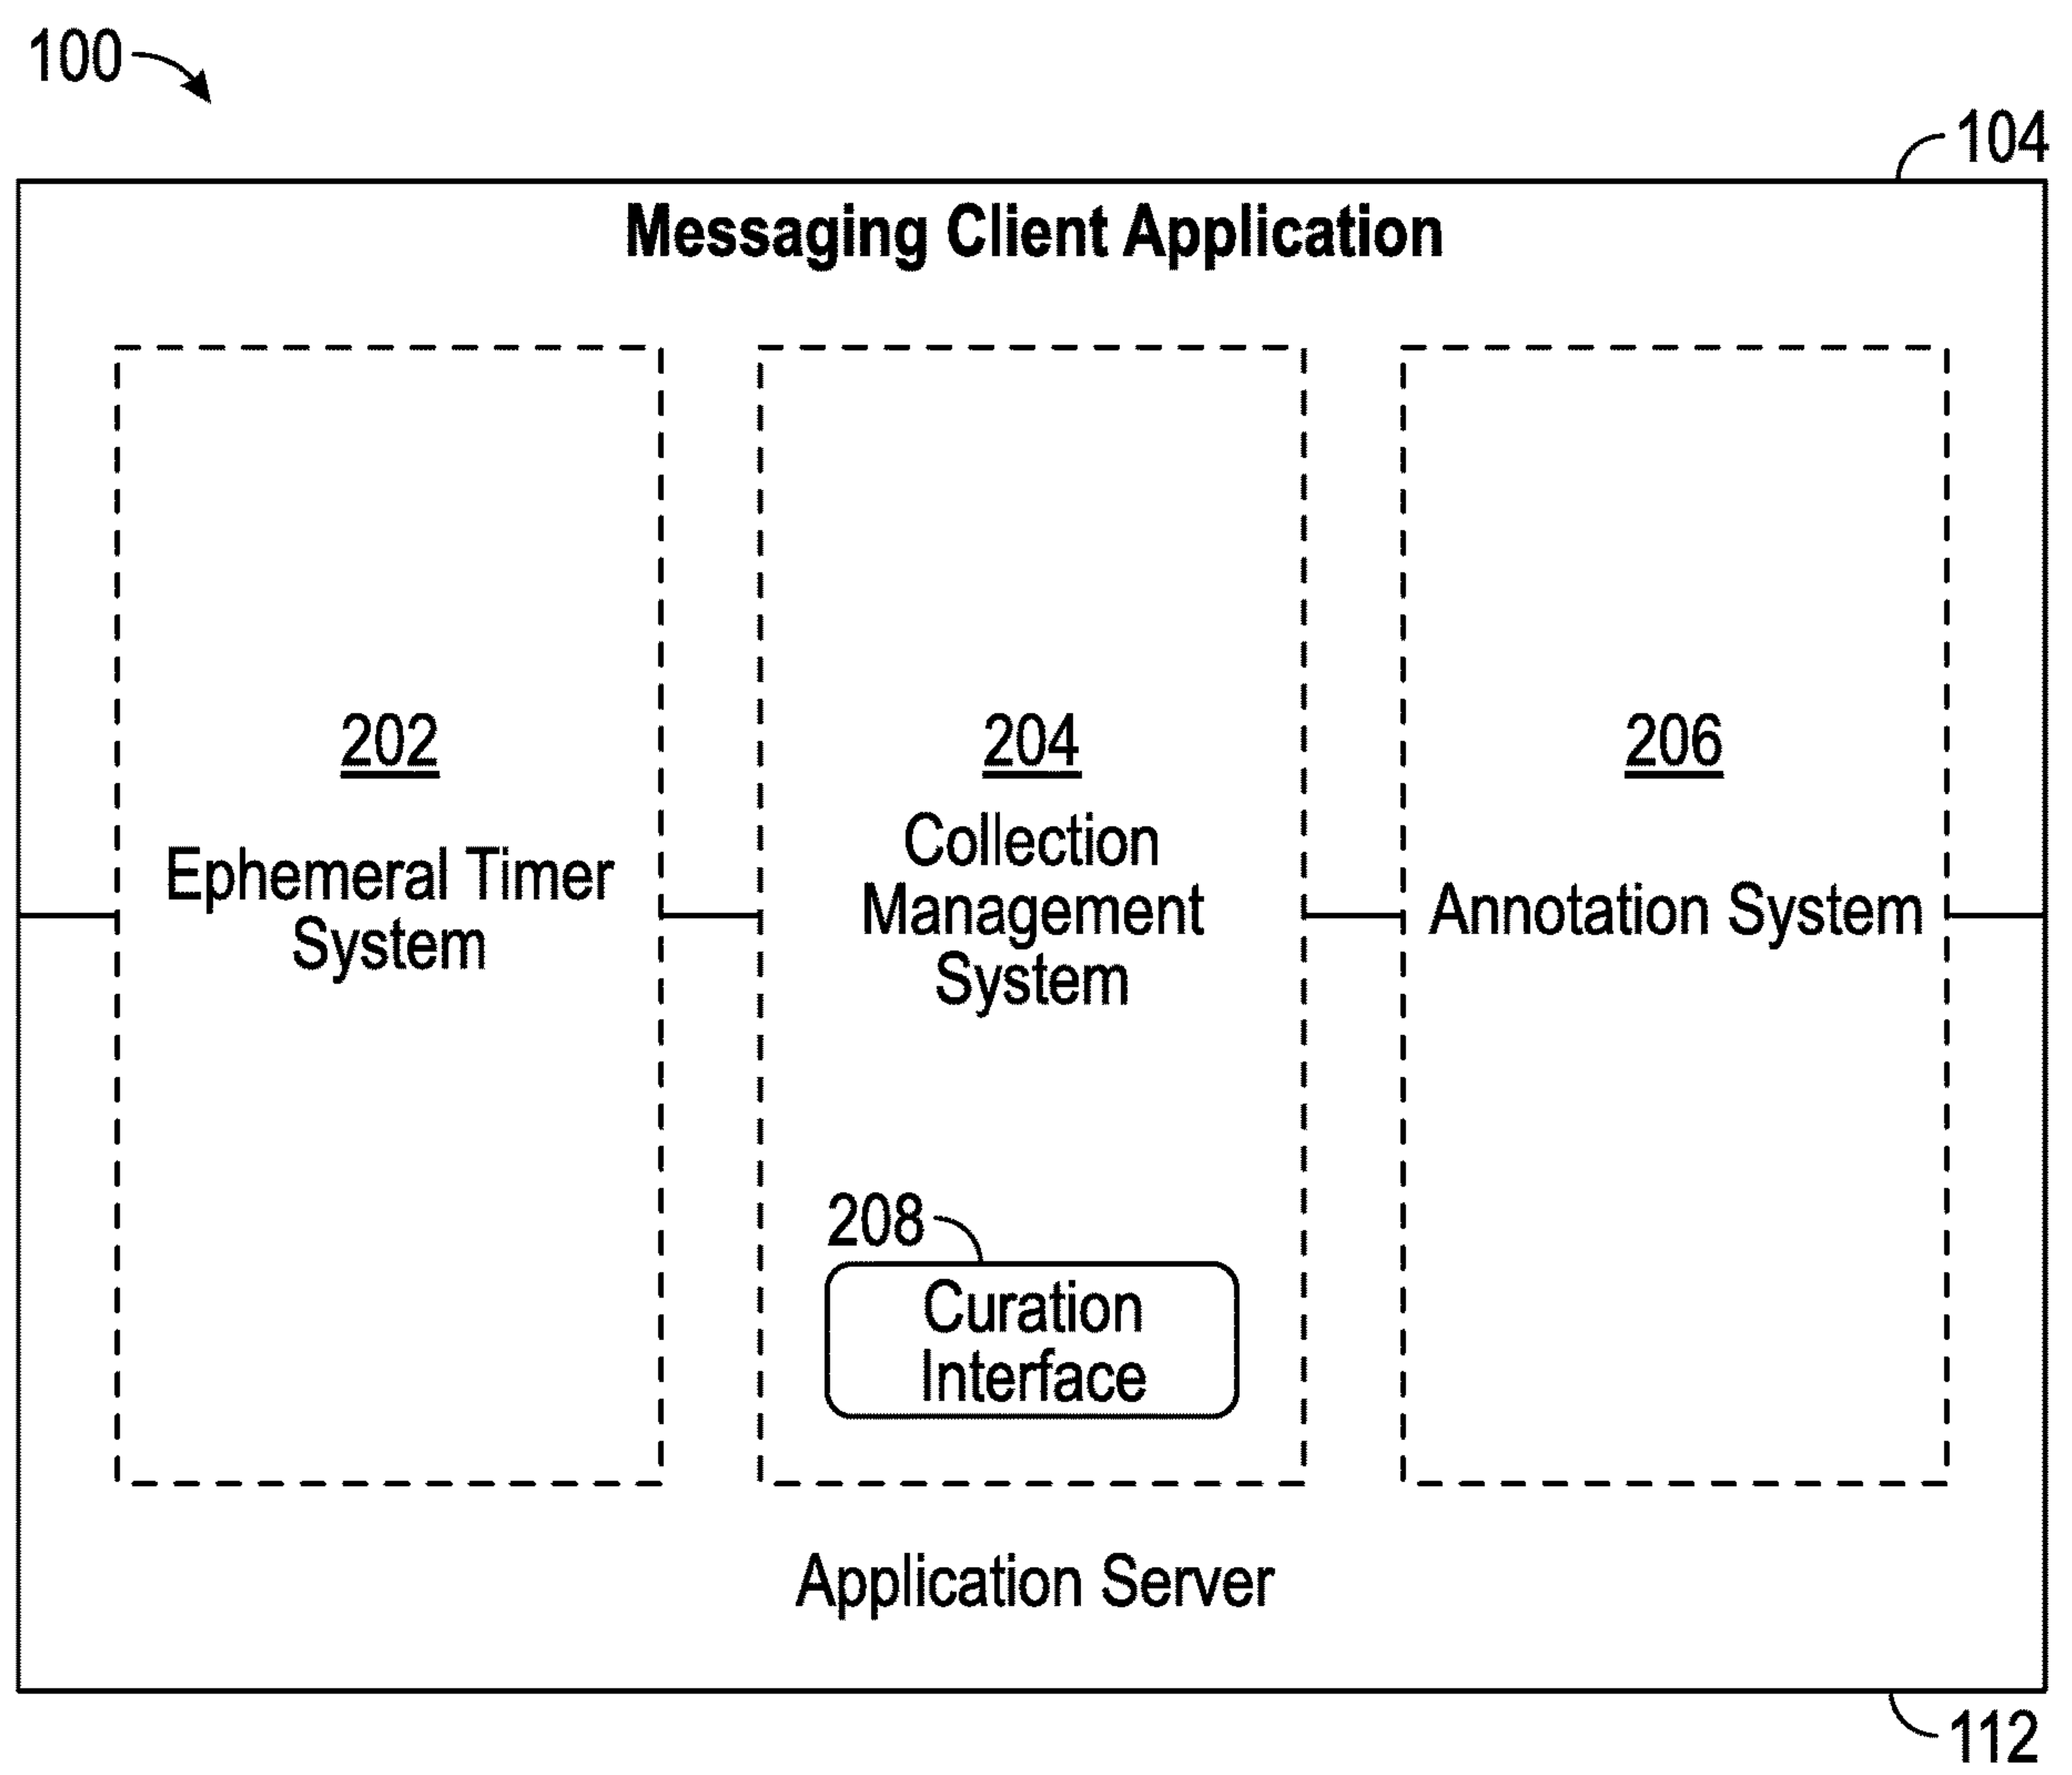 100
104
Messaging Client Application
202
Ephemeral Timer
System
204
Collection
Management
System
206
Annotation System
208
Curation
Interface
Application Server
112